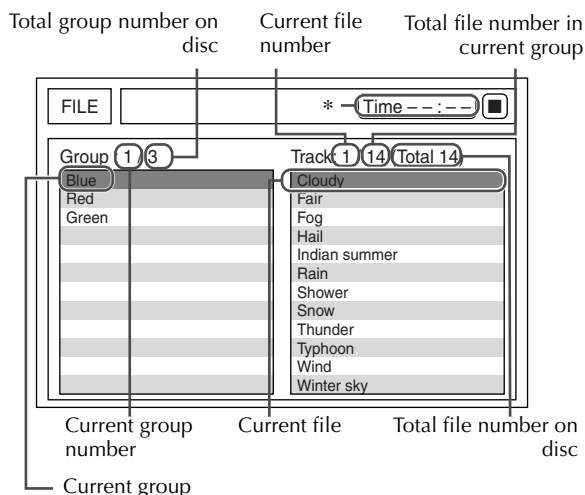 Total group number on disc
Current file number
Total file number in current group
FILE
* Time – – : – –
Group 1 / 3
Track 1 / 14 (Total 14)
Blue
Red
Green
Cloudy
Fair
Fog
Hail
Indian summer
Rain
Shower
Snow
Thunder
Typhoon
Wind
Winter sky
Current group number
Current file
Total file number on disc
Current group